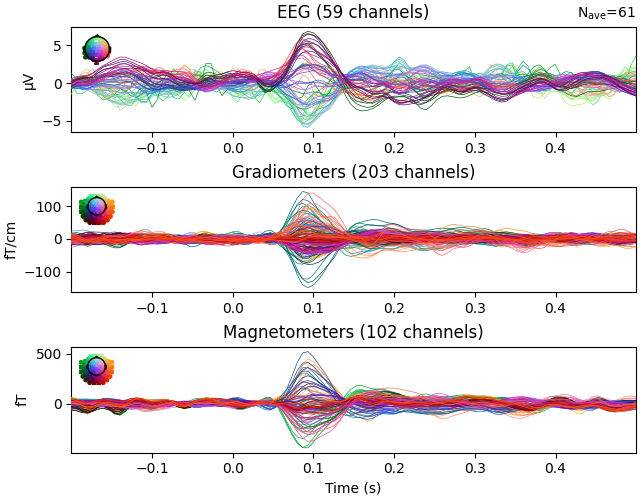 EEG (59 channels)
Nave=61
5
0
−5
µV
−0.1 0.0 0.1 0.2 0.3 0.4
Gradiometers (203 channels)
100
0
−100
fT/cm
−0.1 0.0 0.1 0.2 0.3 0.4
Magnetometers (102 channels)
500
0
fT
−0.1 0.0 0.1 0.2 0.3 0.4
Time (s)